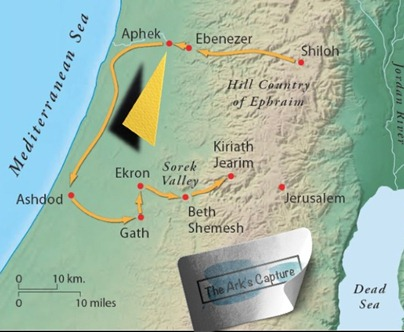 Mediterranean Sea
Aphek
Ebenezer
Shiloh
Hill Country
of Ephraim
Jordan River
Kiriath
Jearim
Sorek
Valley
Ekron
Ashdod
Gath
Beth
Shemesh
Jerusalem
The Ark's Capture
0 10 km.
0 10 miles
Dead
Sea